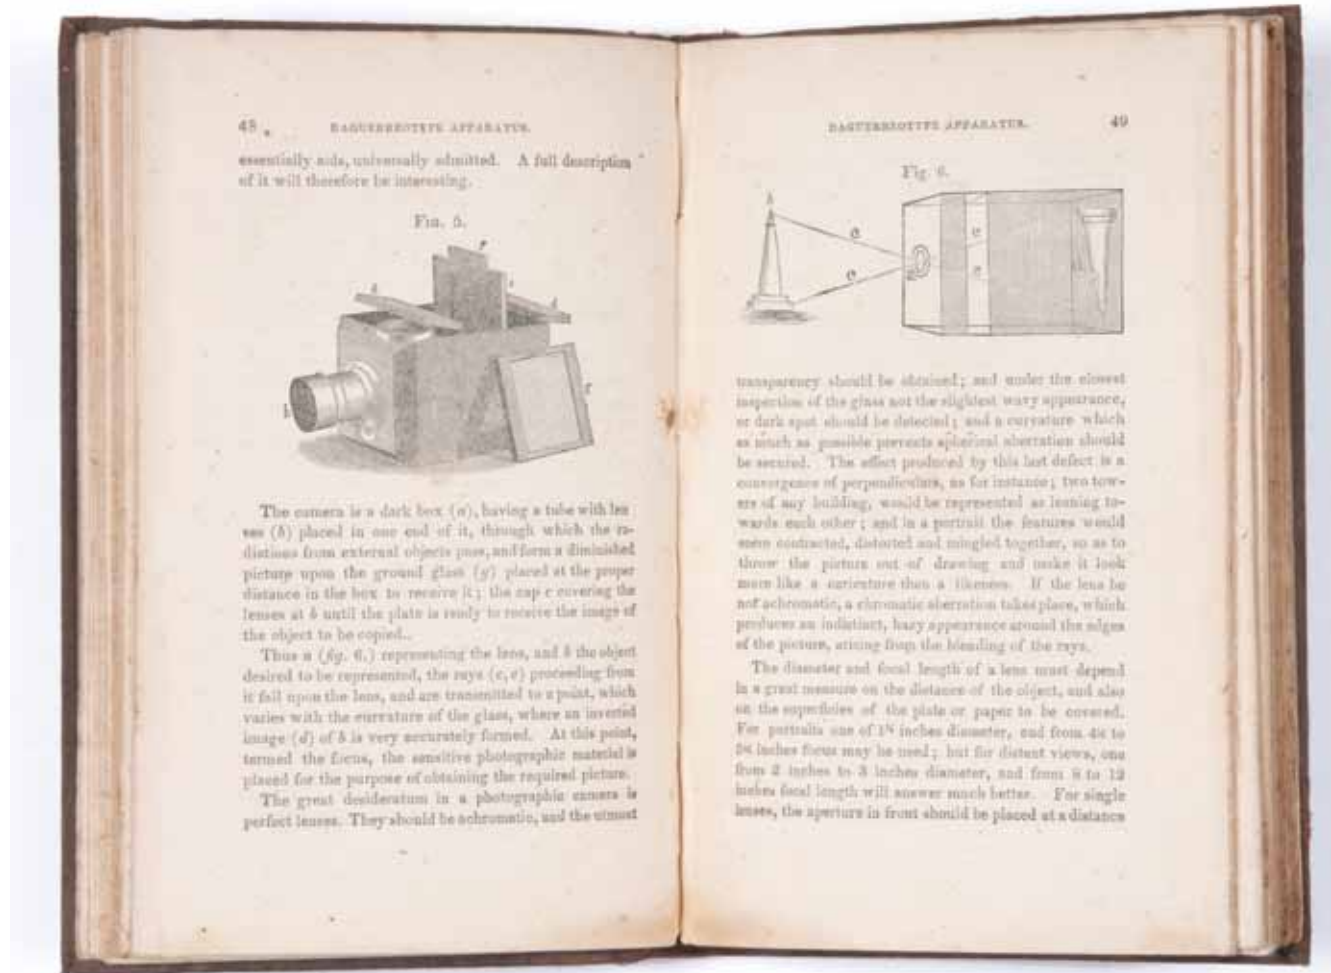 48
DAGUERREOTYPE APPARATUS.
essentially aids, universally admitted. A full description
of it will therefore be interesting.
Fig. 5.
The camera is a dark box (a), having a tube with len
ses (b) placed in one end of it, through which the ra-
diations from external objects pass, and form a diminished
picture upon the ground glass (g) placed at the proper
distance in the box to receive it; the cap c covering the
lenses at b until the plate is ready to receive the image of
the object to be copied..
Thus a (fig. 6.) representing the lens, and b the object
desired to be represented, the rays (c, c) proceeding from
it fall upon the lens, and are transmitted to a point, which
varies with the curvature of the glass, where an inverted
image (d) of b is very accurately formed. At this point,
termed the focus, the sensitive photographic material is
placed for the purpose of obtaining the required picture.
The great desideratum in a photographic camera is
perfect lenses. They should be achromatic, and the utmost
DAGUERREOTYPE APPARATUS.
49
Fig. 6.
b
c
c
c
c
transparency should be obtained; and under the closest
inspection of the glass not the slightest wavy appearance,
or dark spot should be detected; and a curvature which
as much as possible prevents spherical aberration should
be secured. The effect produced by this last defect is a
convergence of perpendiculars, as for instance; two tow-
ers of any building, would be represented as leaning to-
wards each other; and in a portrait the features would
seem contracted, distorted and mingled together, so as to
throw the picture out of drawing and make it look
more like a caricature than a likeness. If the lens be
not achromatic, a chromatic aberration takes place, which
produces an indistinct, hazy appearance around the edges
of the picture, arising from the blending of the rays.
The diameter and focal length of a lens must depend
in a great measure on the distance of the object, and also
on the superficies of the plate or paper to be covered.
For portraits one of inches diameter, and from to
inches focus may be used; but for distant views, one
from 2 inches to 3 inches diameter, and from 8 to 12
inches focal length will answer much better. For single
lenses, the aperture in front should be placed at a distance